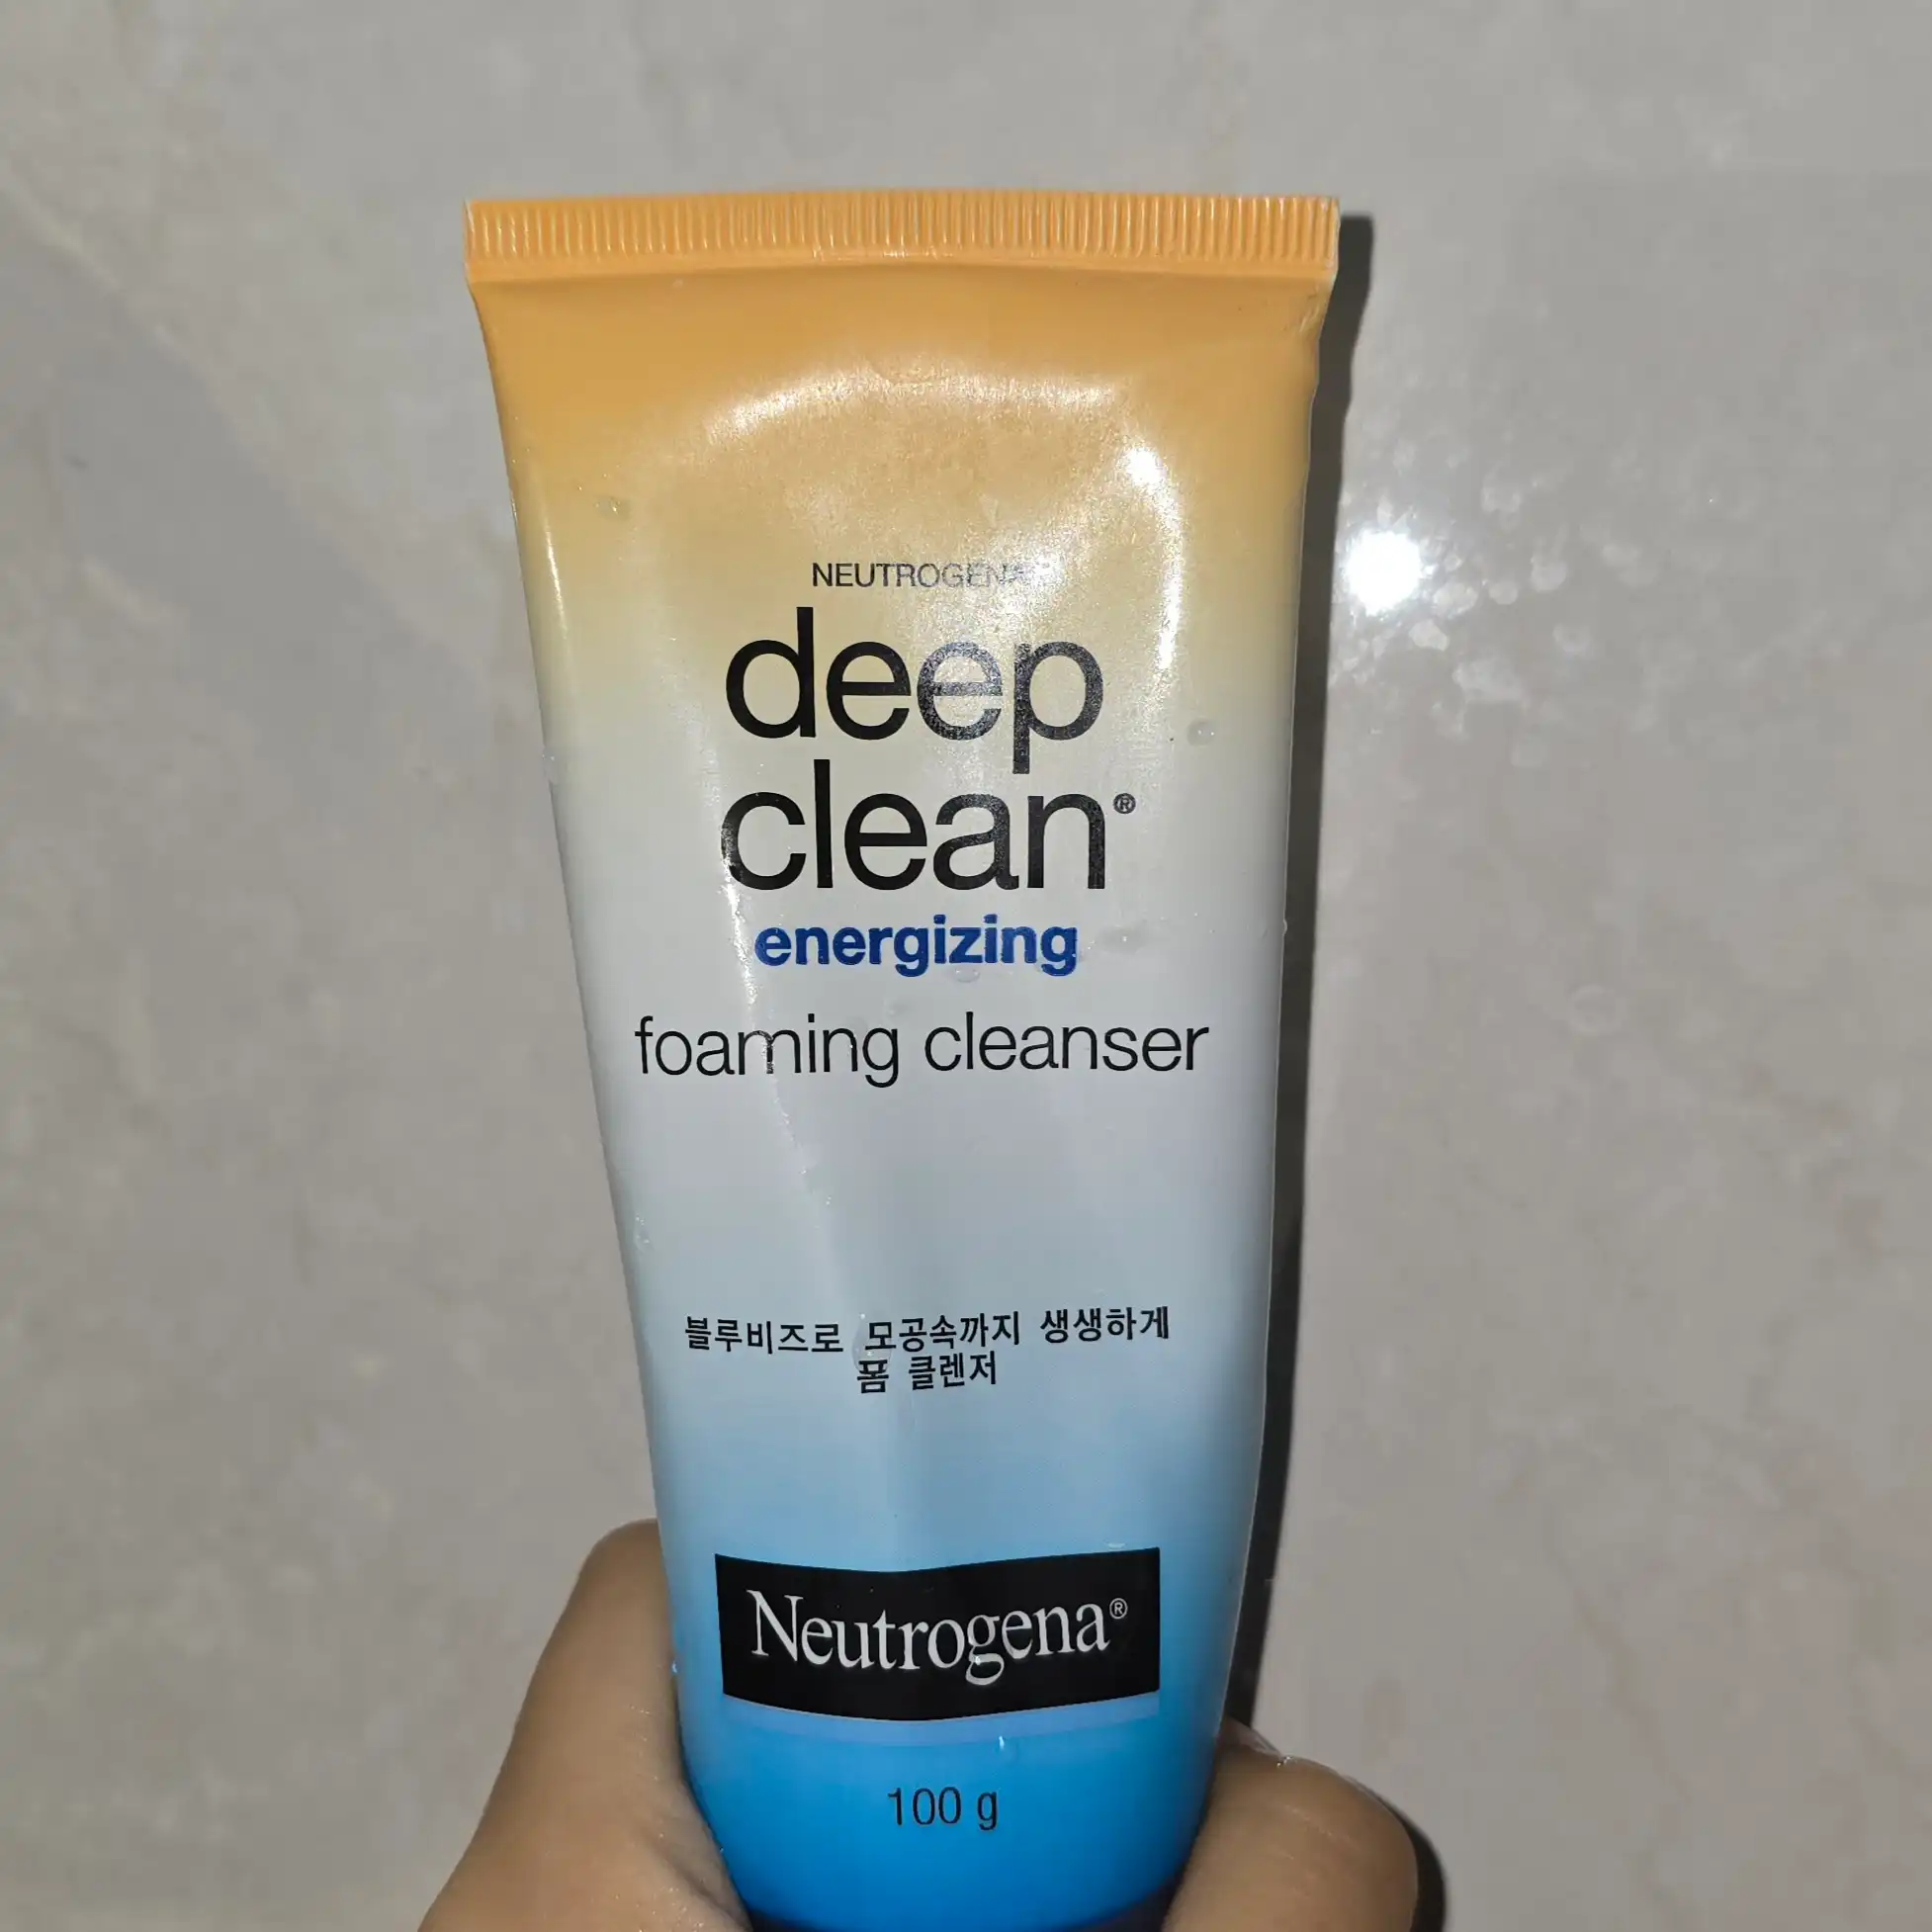 NEUTROGENA
deep
clean®
energizing
foaming cleanser
블루비즈로 모공속까지 생생하게
폼 클렌저
Neutrogena®
100 g